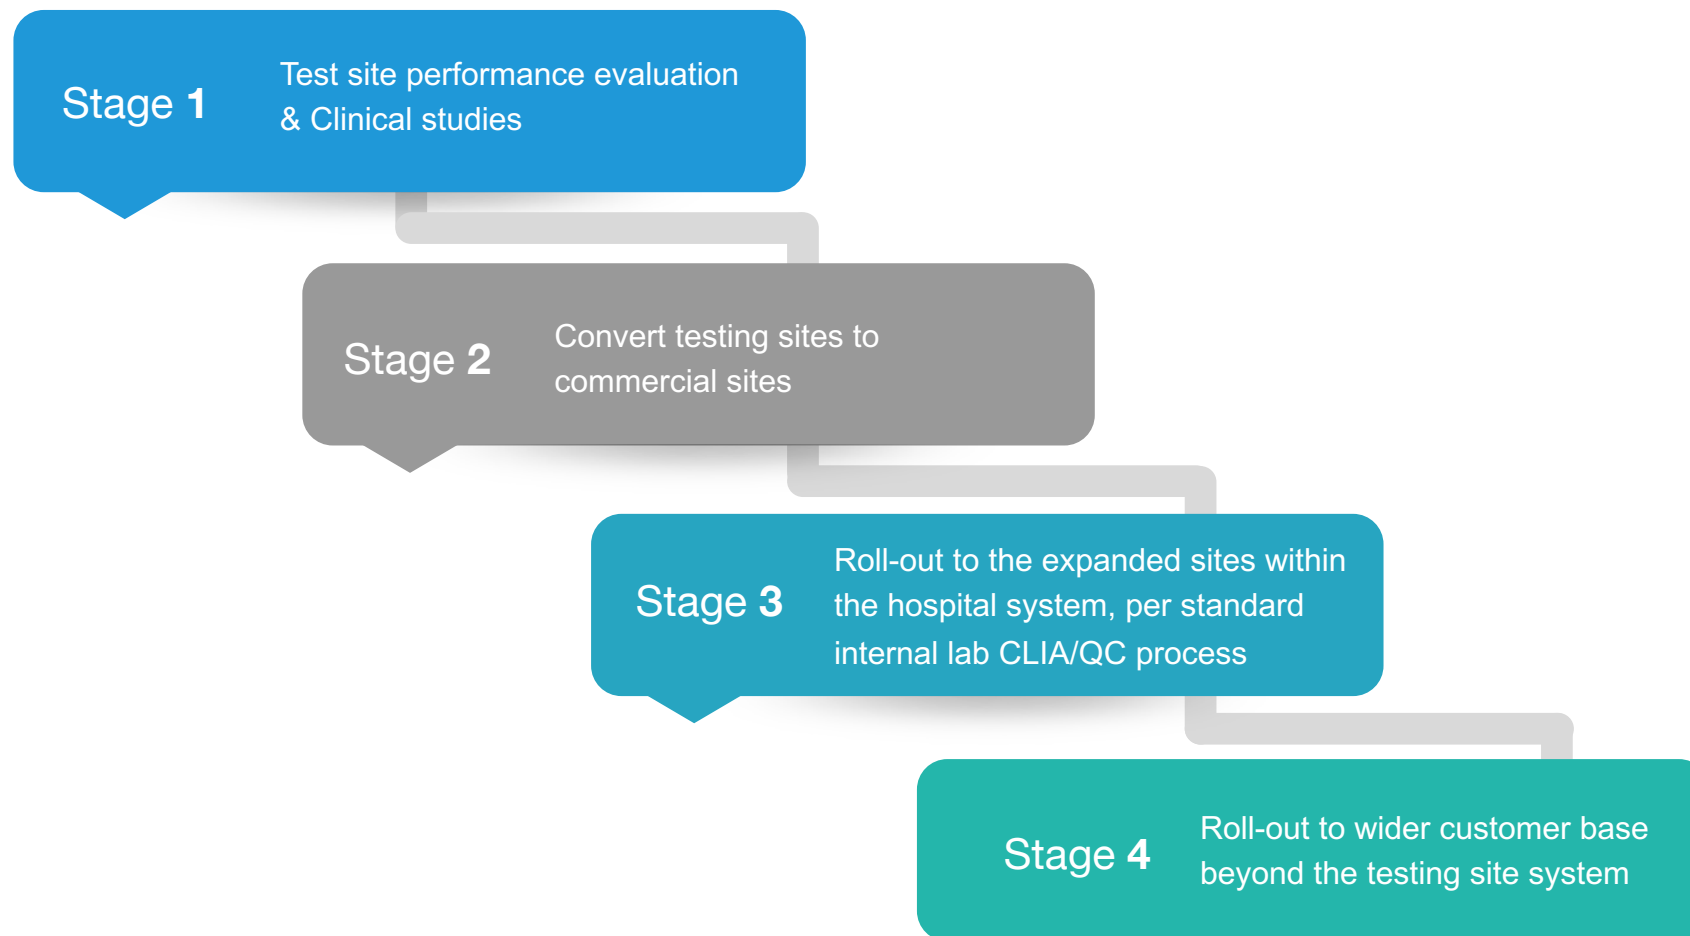 Stage 1
Test site performance evaluation
& Clinical studies
Stage 2
Convert testing sites to
commercial sites
Stage 3
Roll-out to the expanded sites within
the hospital system, per standard
internal lab CLIA/QC process
Stage 4
Roll-out to wider customer base
beyond the testing site system